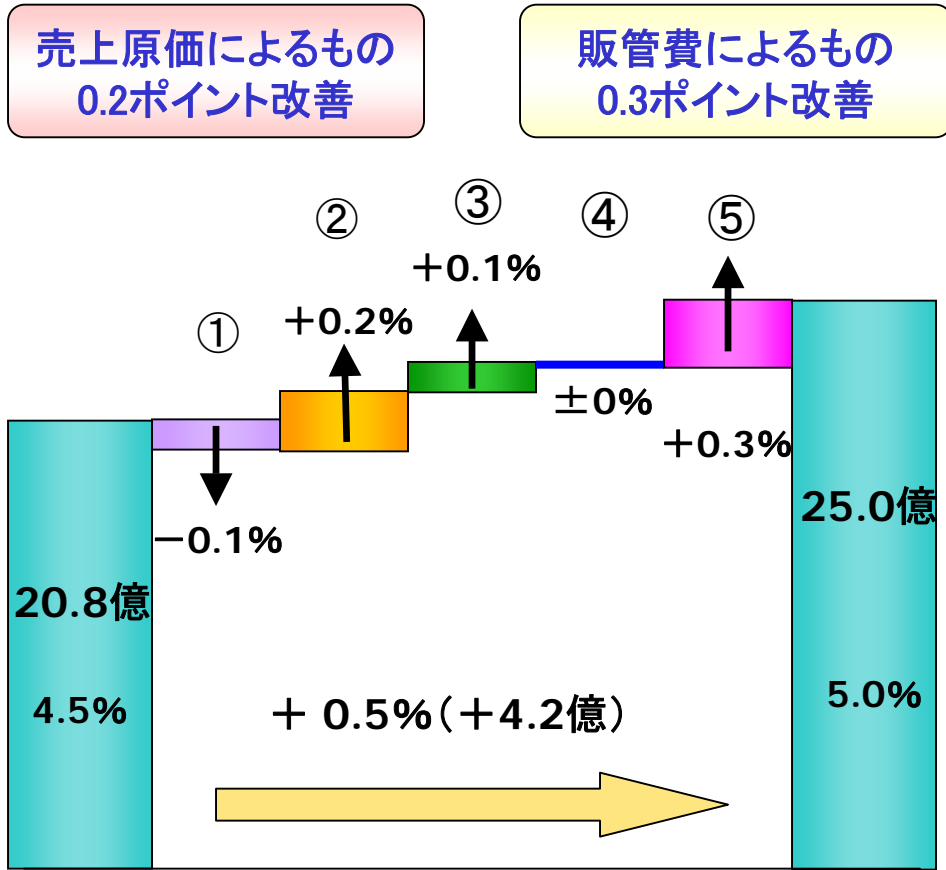 売上原価によるもの
0.2ポイント改善
販管費によるもの
0.3ポイント改善
①
②
③
④
⑤
－0.1%
＋0.2%
＋0.1%
±0%
＋0.3%
20.8億
4.5%
＋ 0.5%（＋4.2億）
25.0億
5.0%